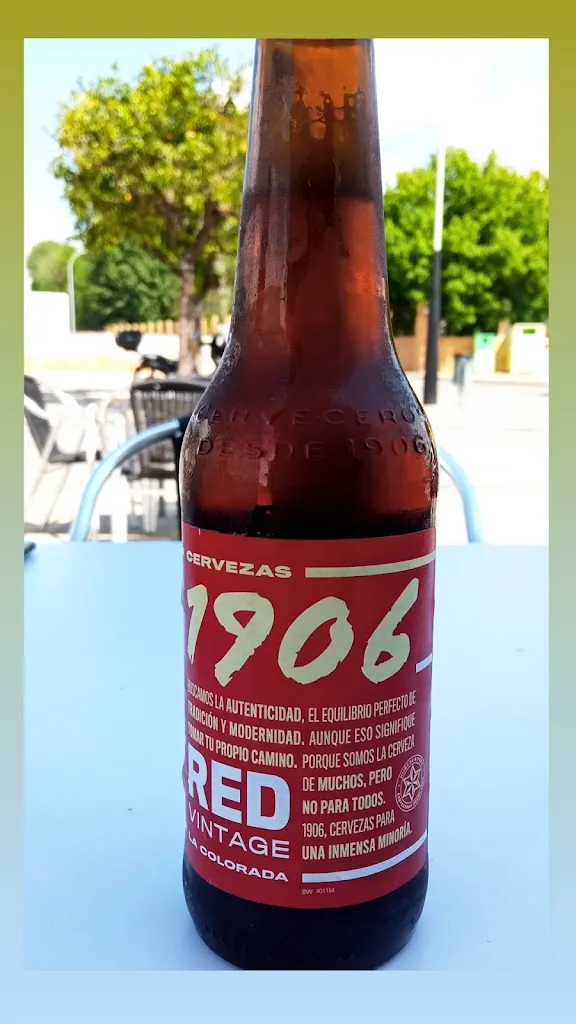 CERVECEROS
DESDE 1906
CERVEZAS
1906
BUSCAMOS LA AUTENTICIDAD, EL EQUILIBRIO PERFECTO DE
TRADICIÓN Y MODERNIDAD. AUNQUE ESO SIGNIFIQUE
TOMAR TU PROPIO CAMINO. PORQUE SOMOS LA CERVEZA
DE MUCHOS, PERO
NO PARA TODOS.
1906, CERVEZAS PARA
UNA INMENSA MINORÍA.
RED
VINTAGE
LA COLORADA
401154